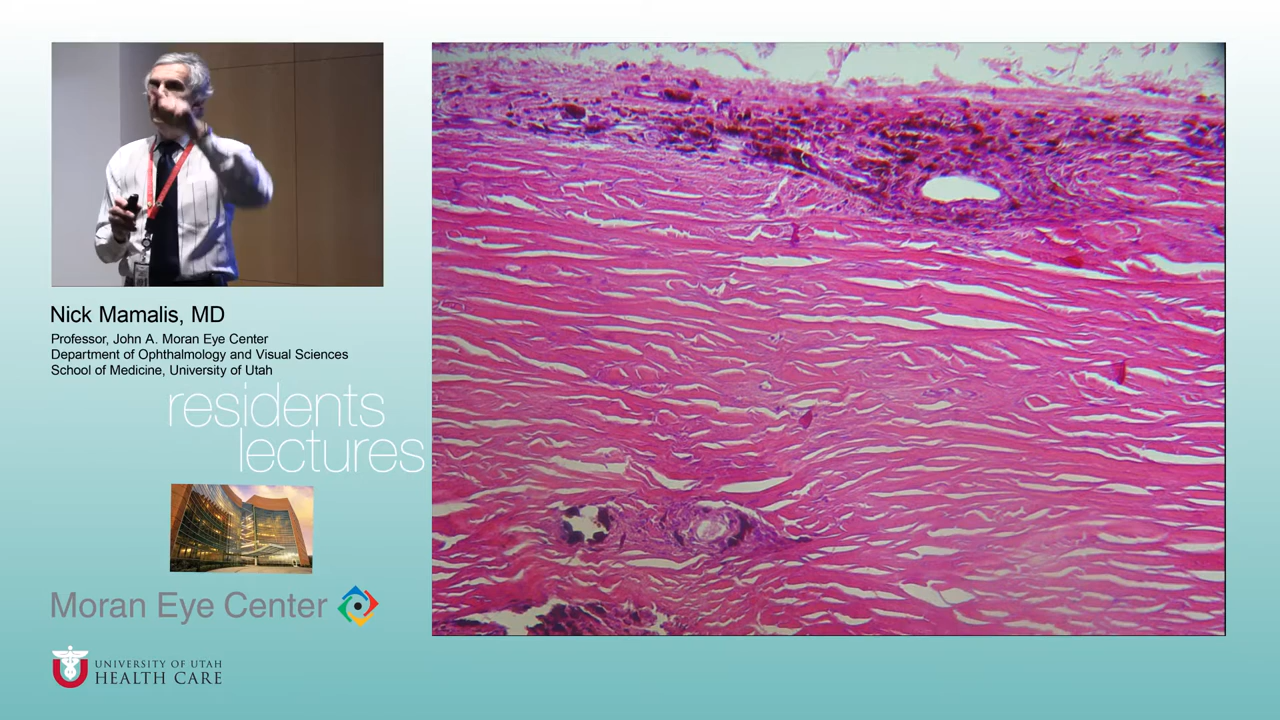 Nick Mamalis, MD
Professor, John A. Moran Eye Center
Department of Ophthalmology and Visual Sciences
School of Medicine, University of Utah
residents
lectures
Moran Eye Center
UNIVERSITY OF UTAH
HEALTH CARE